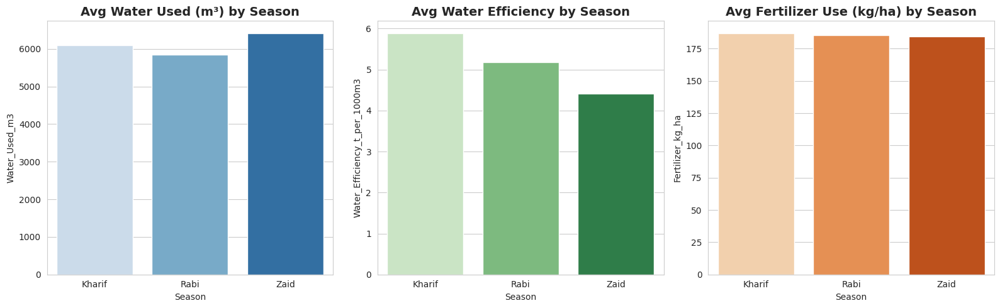 Avg Water Used (m³) by Season
Water_Used_m3
6000
5000
4000
3000
2000
1000
0
Kharif Rabi Zaid
Season
Avg Water Efficiency by Season
Water_Efficiency_t_per_1000m3
6
5
4
3
2
1
0
Kharif Rabi Zaid
Season
Avg Fertilizer Use (kg/ha) by Season
Fertilizer_kg_ha
175
150
125
100
75
50
25
0
Kharif Rabi Zaid
Season